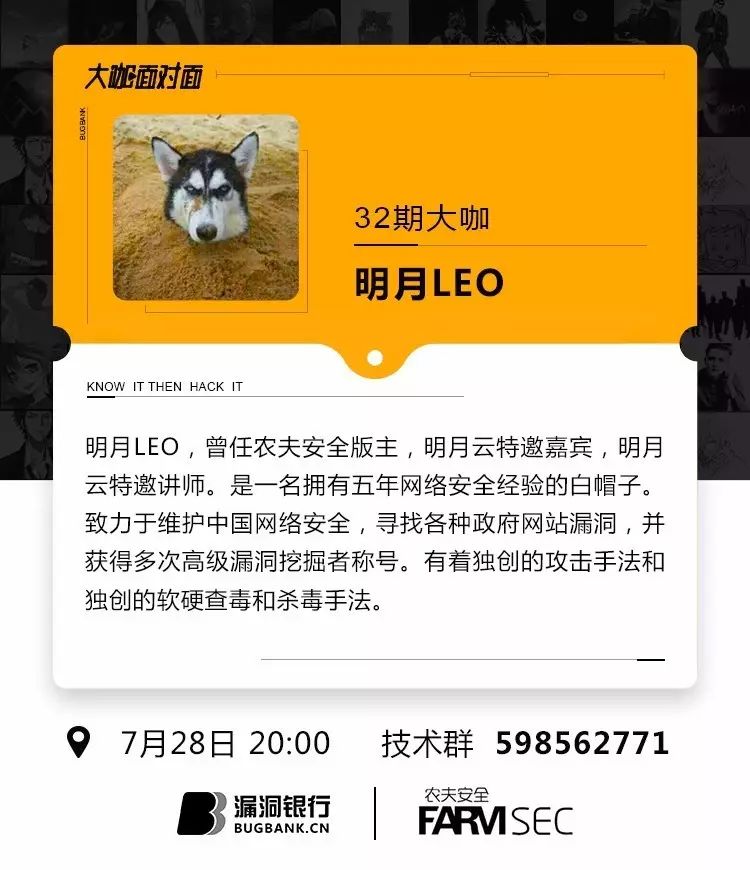 大咖面对面
BUGBANK
32期大咖
明月LEO
KNOW IT THEN HACK IT
明月LEO，曾任农夫安全版主，明月云特邀嘉宾，明月
云特邀讲师。是一名拥有五年网络安全经验的白帽子。
致力于维护中国网络安全，寻找各种政府网站漏洞，并
获得多次高级漏洞挖掘者称号。有着独创的攻击手法和
独创的软硬查毒和杀毒手法。
7月28日 20:00 技术群 598562771
漏洞银行
BUGBANK.CN
农夫安全
FARMSEC